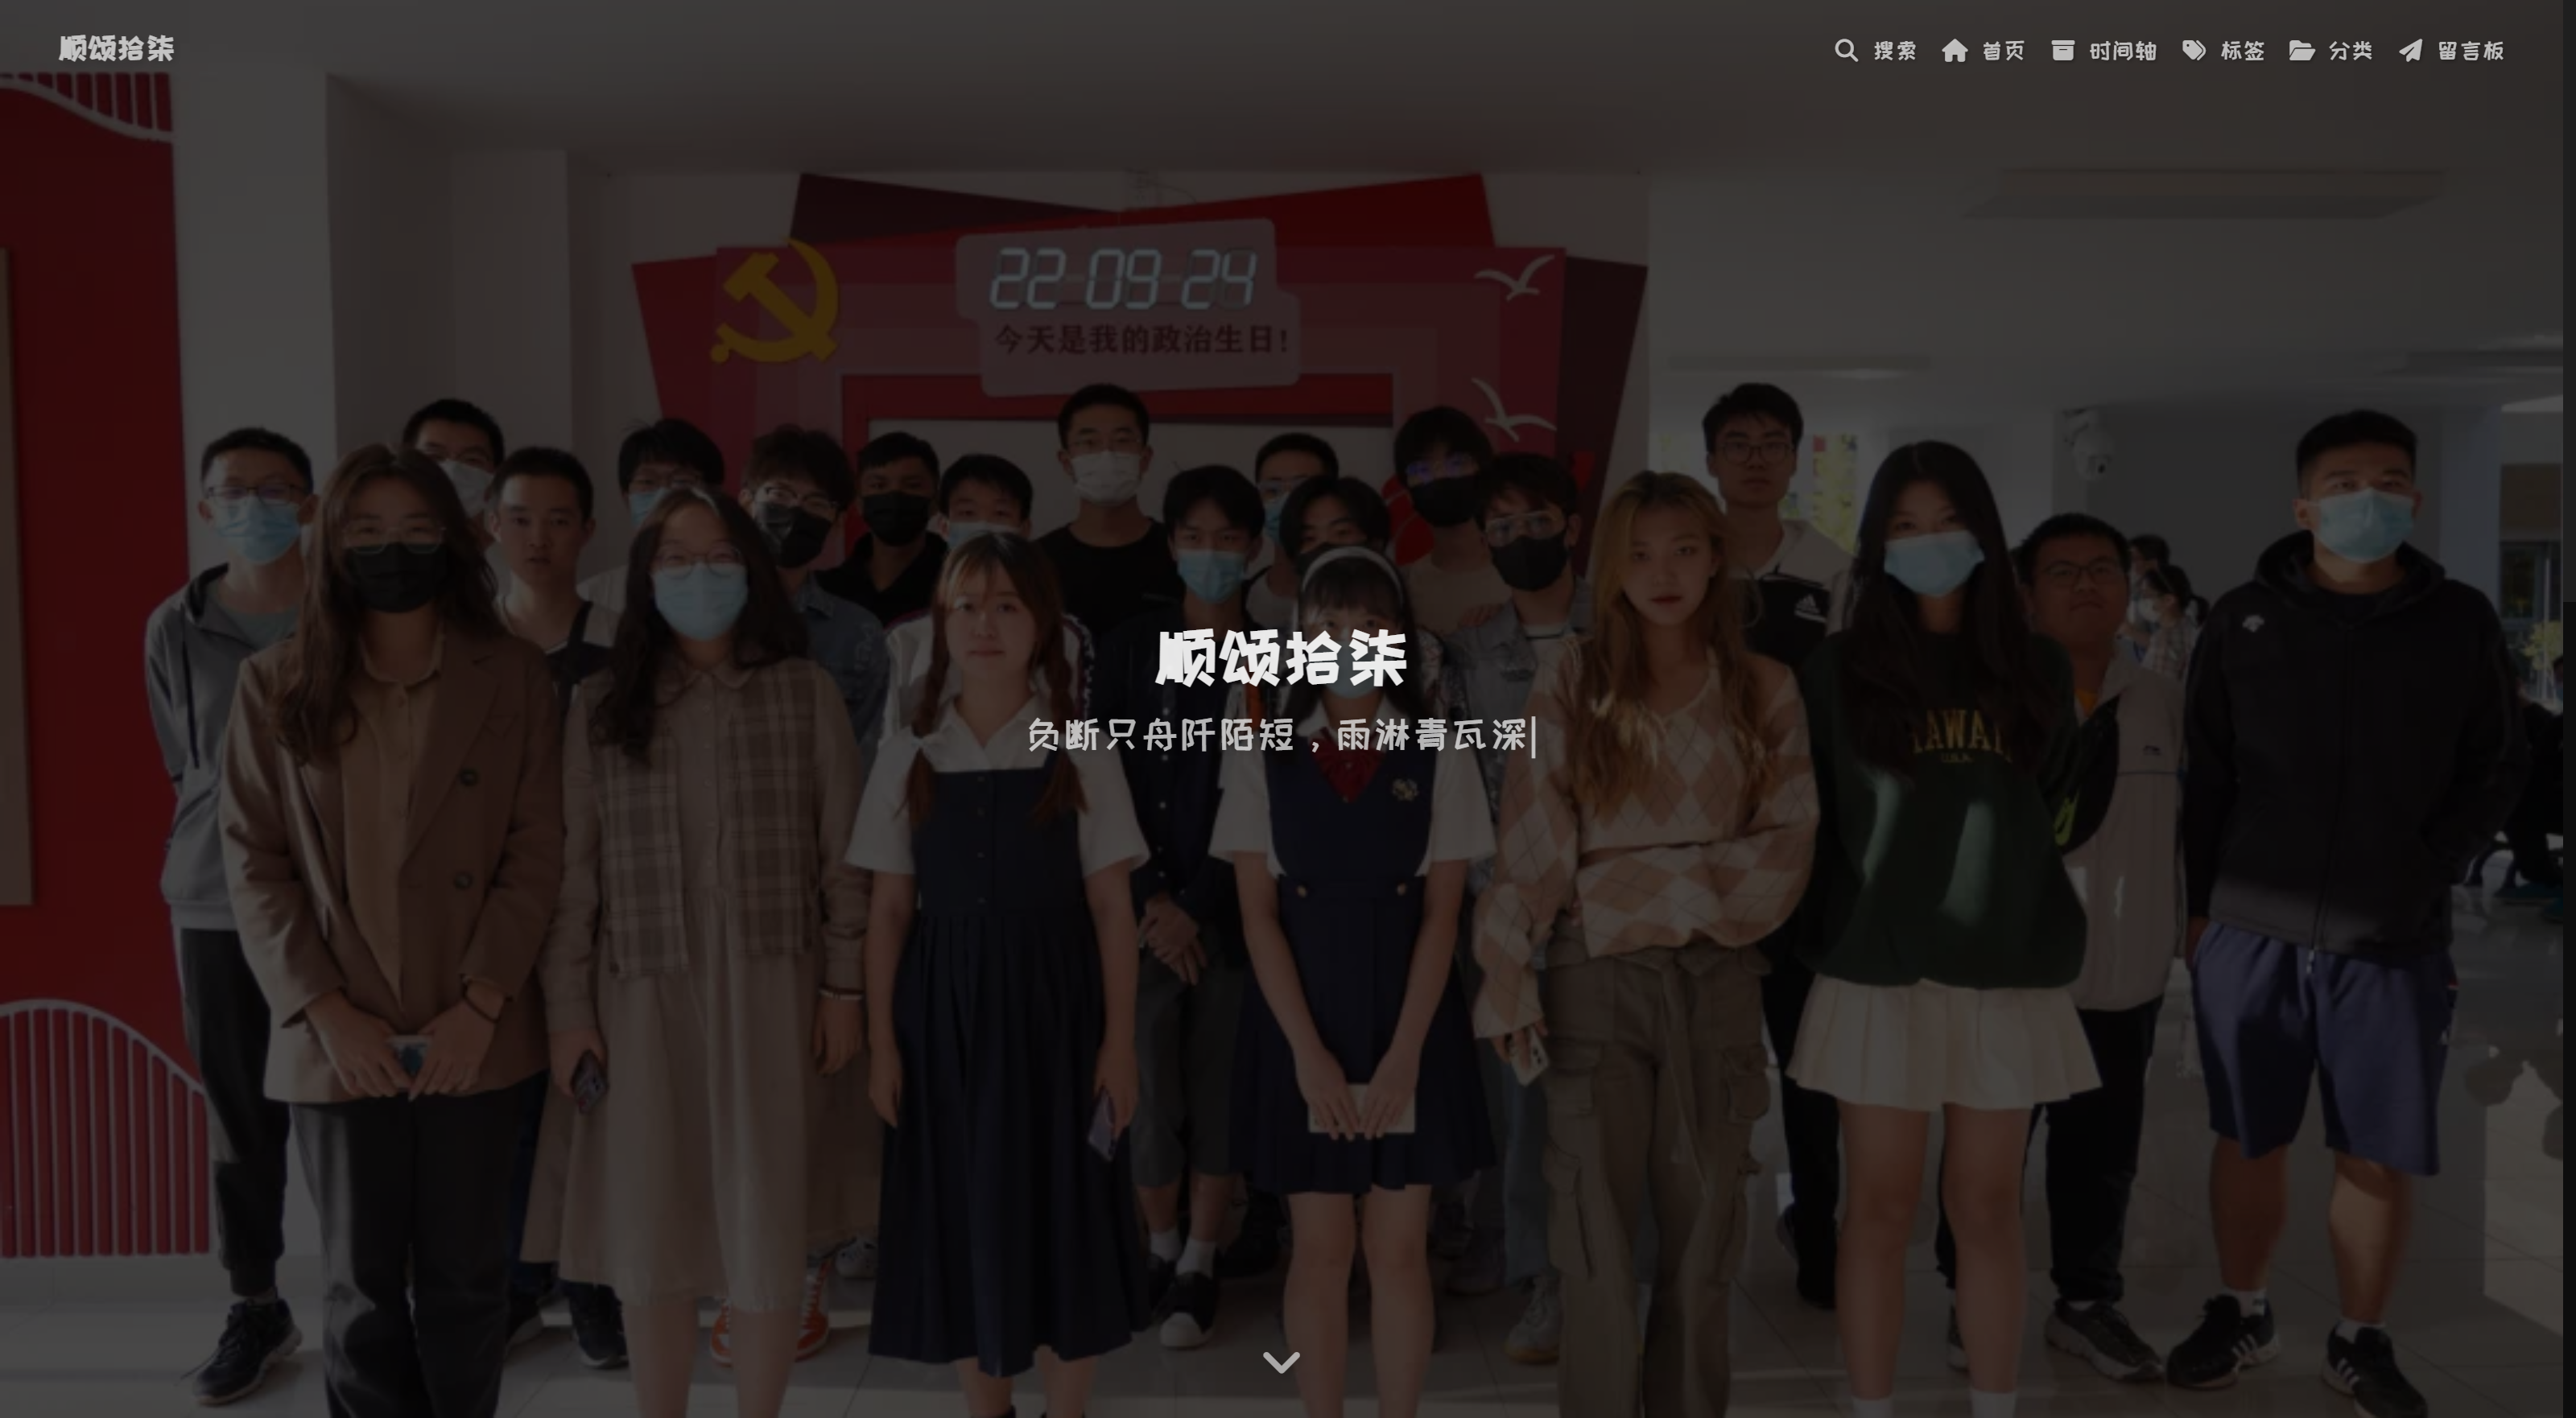 顺颂拾柒
搜索 首页 时间轴 标签 分类 留言板
22-09-24
今天是我的政治生日!
顺颂拾柒
负断只舟阡陌短，雨淋青瓦深